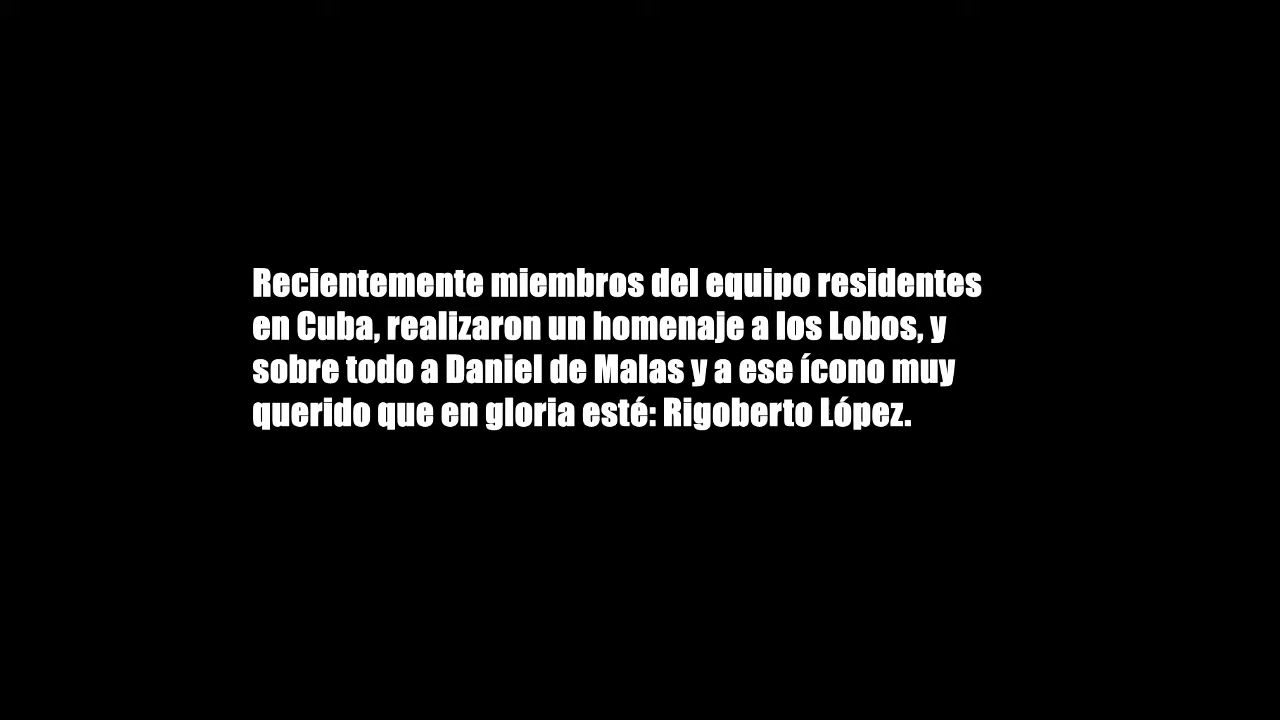 Recientemente miembros del equipo residentes
en Cuba, realizaron un homenaje a los Lobos, y
sobre todo a Daniel de Malas y a ese ícono muy
querido que en gloria esté: Rigoberto López.